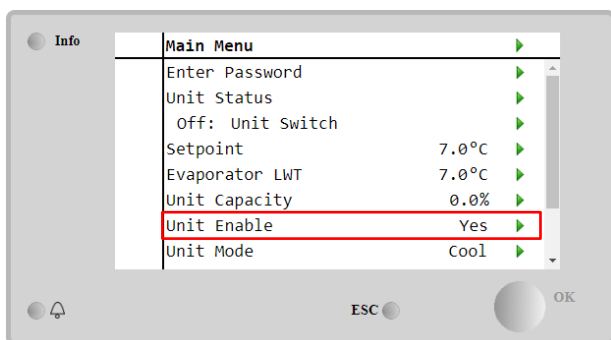 Info
Main Menu
Enter Password
Unit Status
Off: Unit Switch
Setpoint 7.0°C
Evaporator LWT 7.0°C
Unit Capacity 0.0%
Unit Enable Yes
Unit Mode Cool
ESC
OK